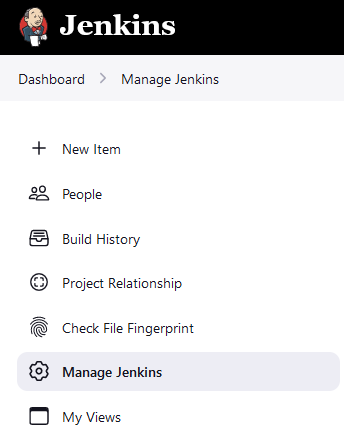 Jenkins
Dashboard > Manage Jenkins
New Item
People
Build History
Project Relationship
Check File Fingerprint
Manage Jenkins
My Views